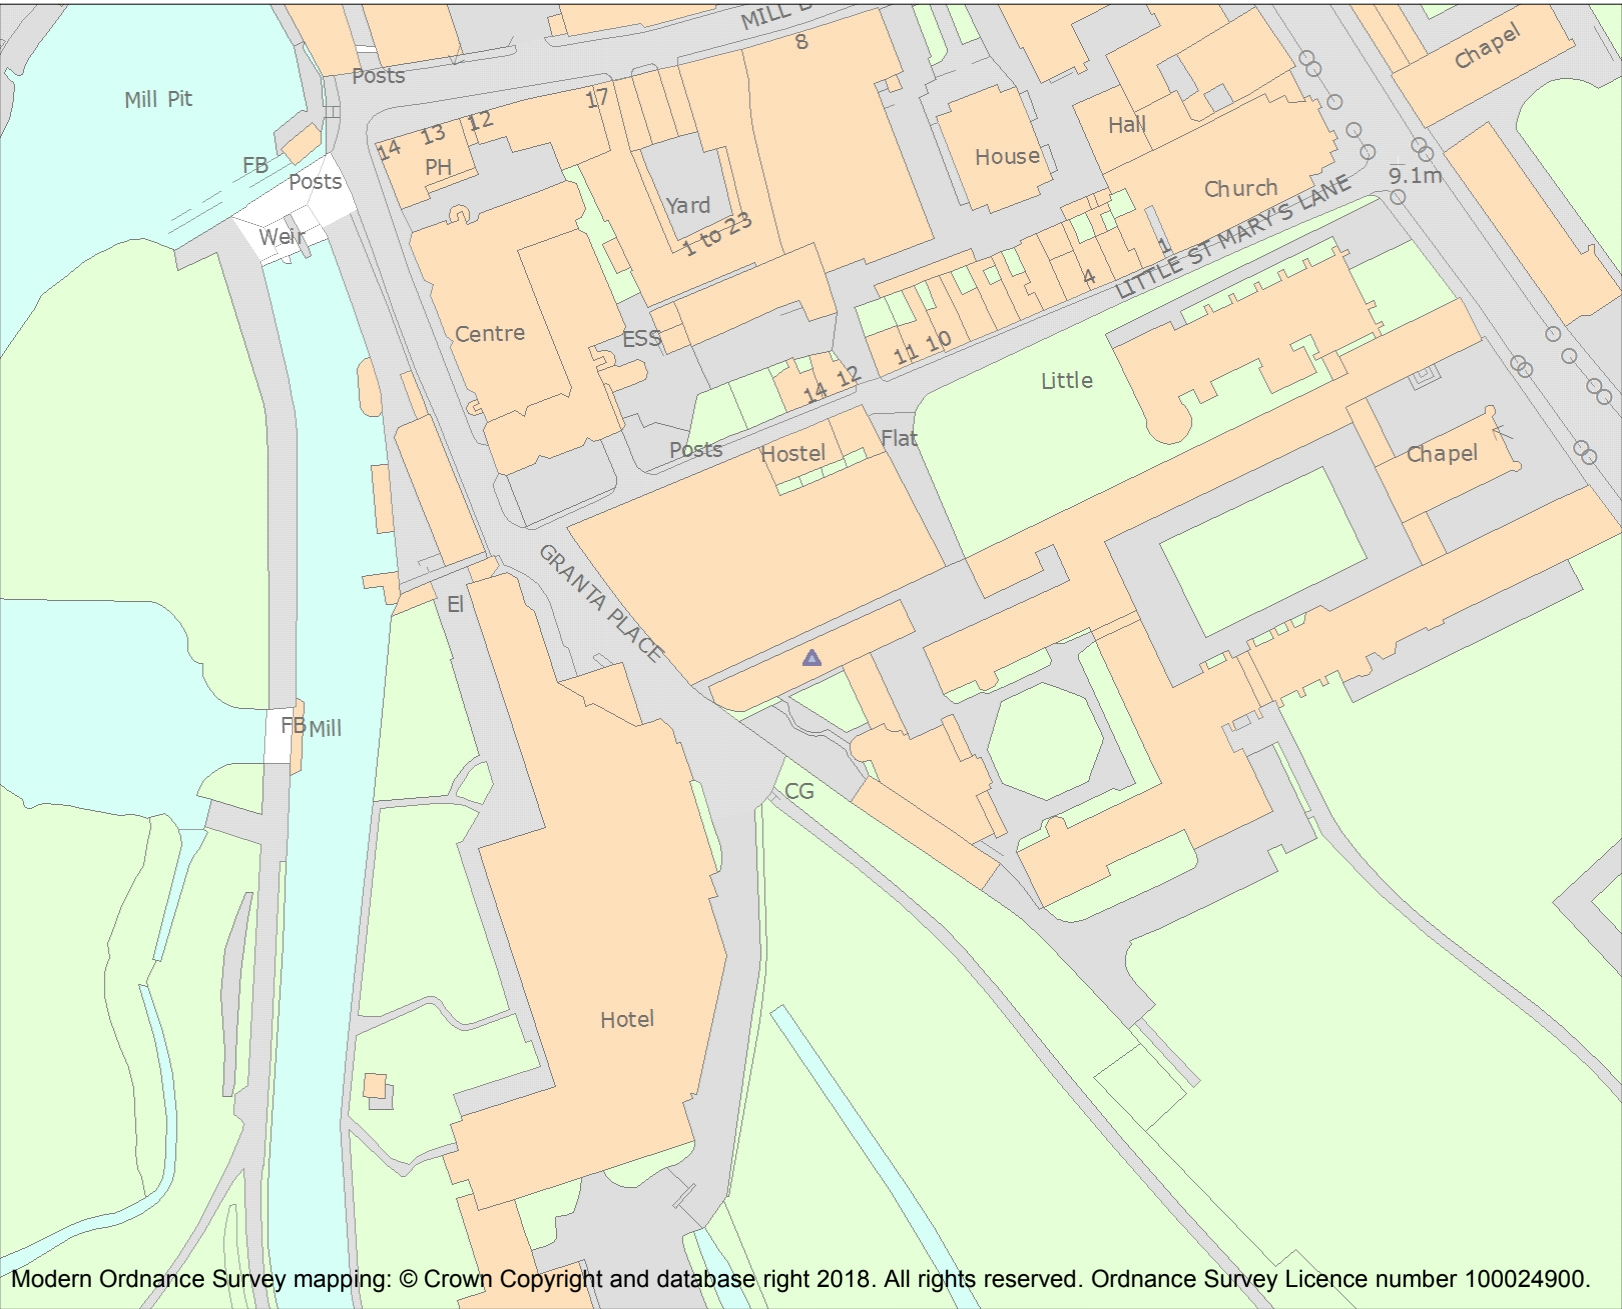 MILL
8
Chapel
Posts
Mill Pit
17
12
13
14
PH
Hall
House
FB
Posts
9.1m
Church
Yard
1 to 23
Weir
1
LITTLE ST MARY'S LANE
4
Centre
ESS
11 10
Little
14 12
Flat
Posts
Hostel
Chapel
GRANTA PLACE
El
FB
Mill
CG
Hotel
Modern Ordnance Survey mapping: © Crown Copyright and database right 2018. All rights reserved. Ordnance Survey Licence number 100024900.